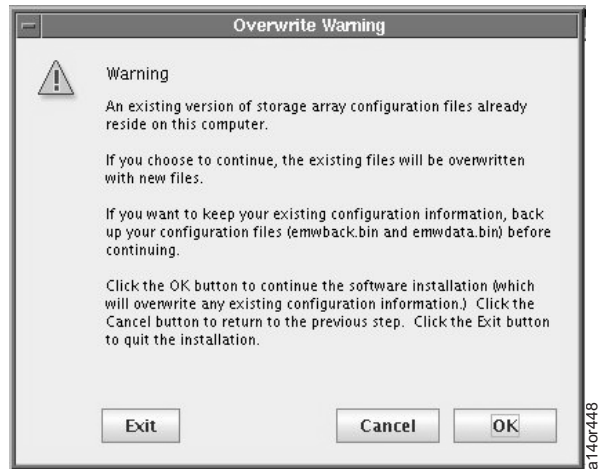 Overwrite Warning
Warning
An existing version of storage array configuration files already
reside on this computer.
If you choose to continue, the existing files will be overwritten
with new files.
If you want to keep your existing configuration information, back
up your configuration files (emwback.bin and emwdata.bin) before
continuing.
Click the OK button to continue the software installation (which
will overwrite any existing configuration information.) Click the
Cancel button to return to the previous step. Click the Exit button
to quit the installation.
Exit
Cancel
OK
a14or448